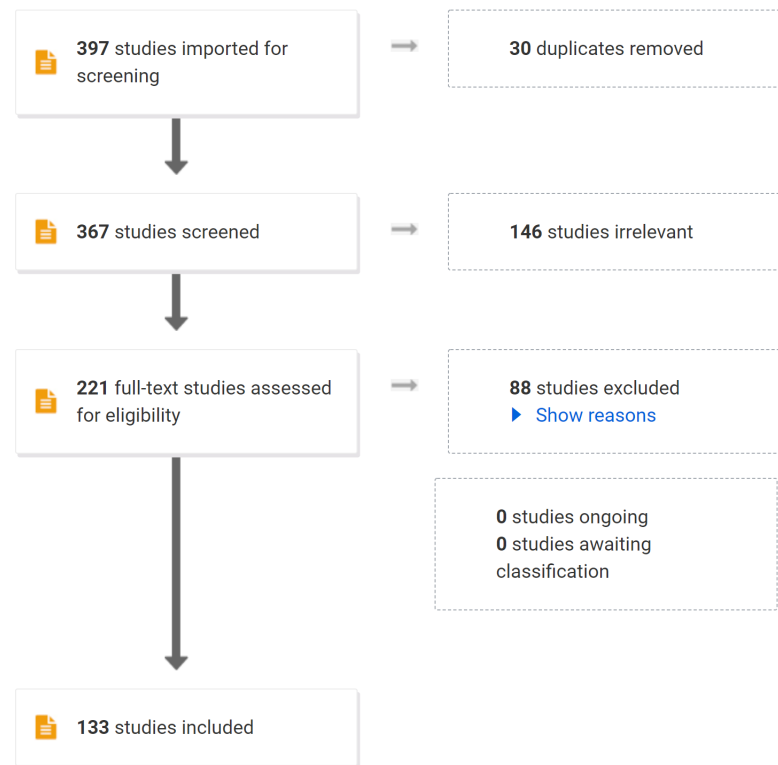 397 studies imported for
screening
30 duplicates removed
367 studies screened
146 studies irrelevant
221 full-text studies assessed
for eligibility
88 studies excluded
Show reasons
0 studies ongoing
0 studies awaiting
classification
133 studies included